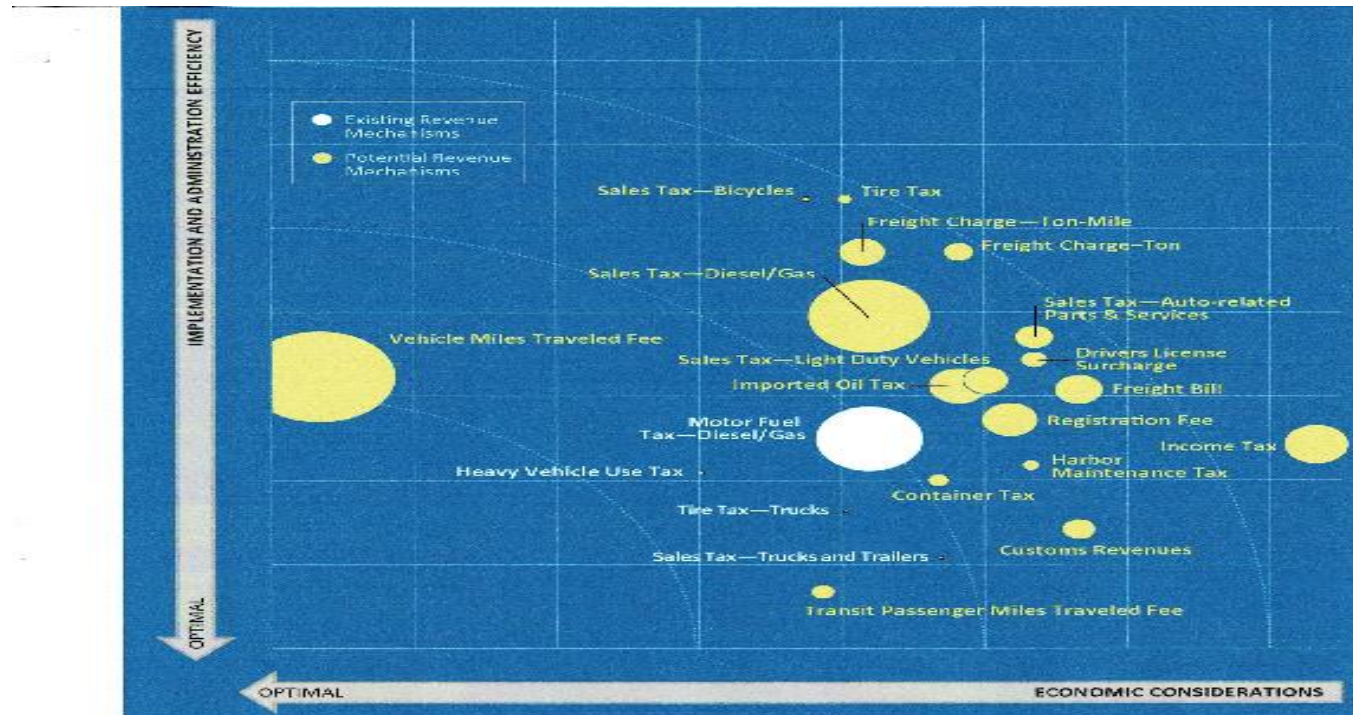 IMPLEMENTATION AND ADMINISTRATION EFFICIENCY
OPTIMAL
Existing Revenue
Mechanisms
Potential Revenue
Mechanisms
Sales Tax—Bicycles
Tire Tax
Freight Charge—Ton-Mile
Freight Charge–Ton
Sales Tax—Diesel/Gas
Sales Tax—Auto-related
Parts & Services
Vehicle Miles Traveled Fee
Sales Tax—Light Duty Vehicles
Drivers License
Surcharge
Imported Oil Tax
Freight Bill
Motor Fuel
Tax—Diesel/Gas
Registration Fee
Income Tax
Heavy Vehicle Use Tax
Harbor
Maintenance Tax
Container Tax
Tire Tax—Trucks
Customs Revenues
Sales Tax—Trucks and Trailers
Transit Passenger Miles Traveled Fee
OPTIMAL
ECONOMIC CONSIDERATIONS